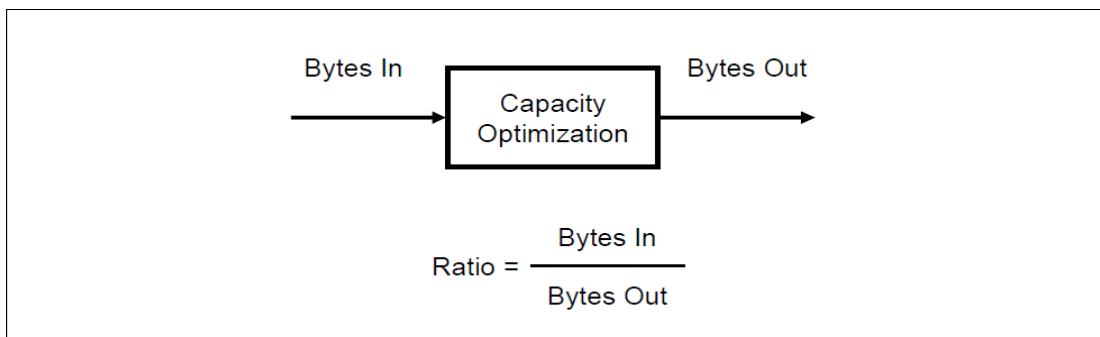 Bytes In
Bytes Out
Capacity
Optimization
Ratio =
Bytes In
Bytes Out